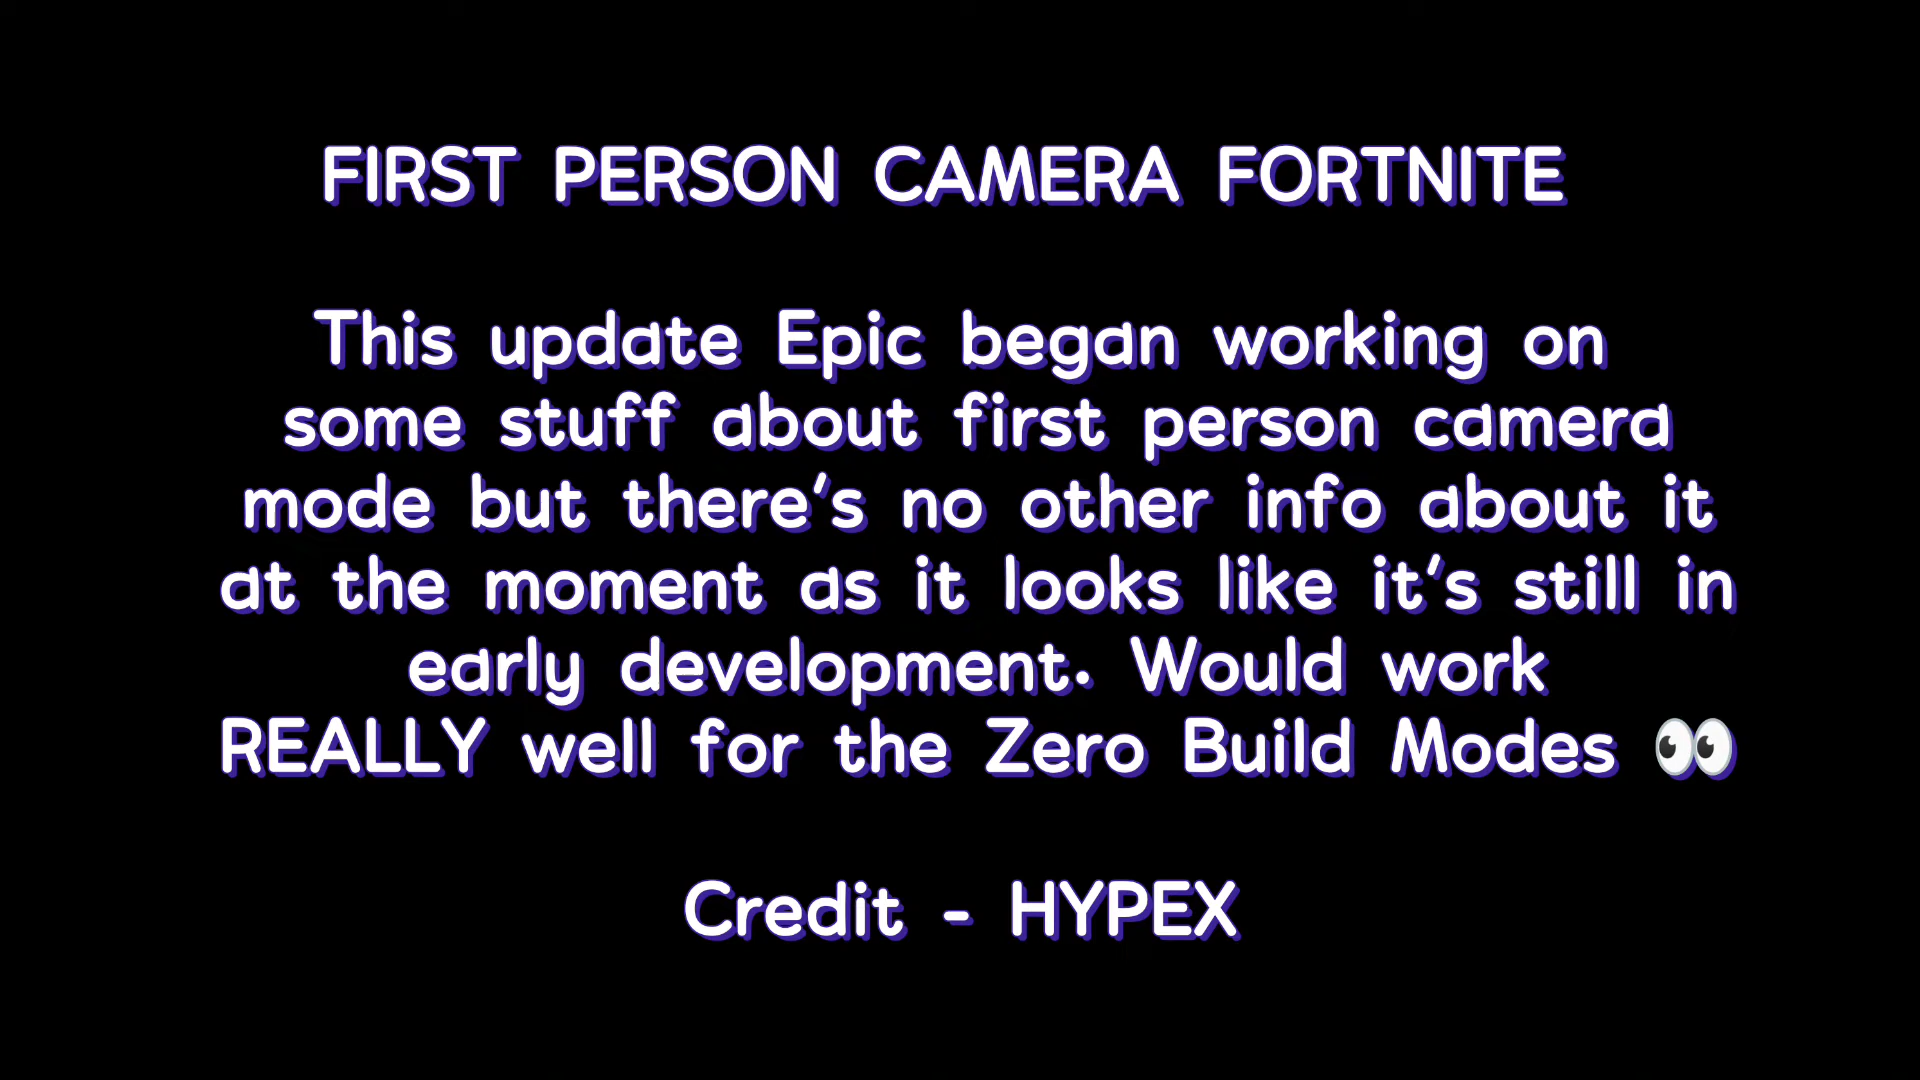 FIRST PERSON CAMERA FORTNITE
This update Epic began working on
some stuff about first person camera
mode but there's no other info about it
at the moment as it looks like it's still in
early development. Would work
REALLY well for the Zero Build Modes 👀
Credit - HYPEX